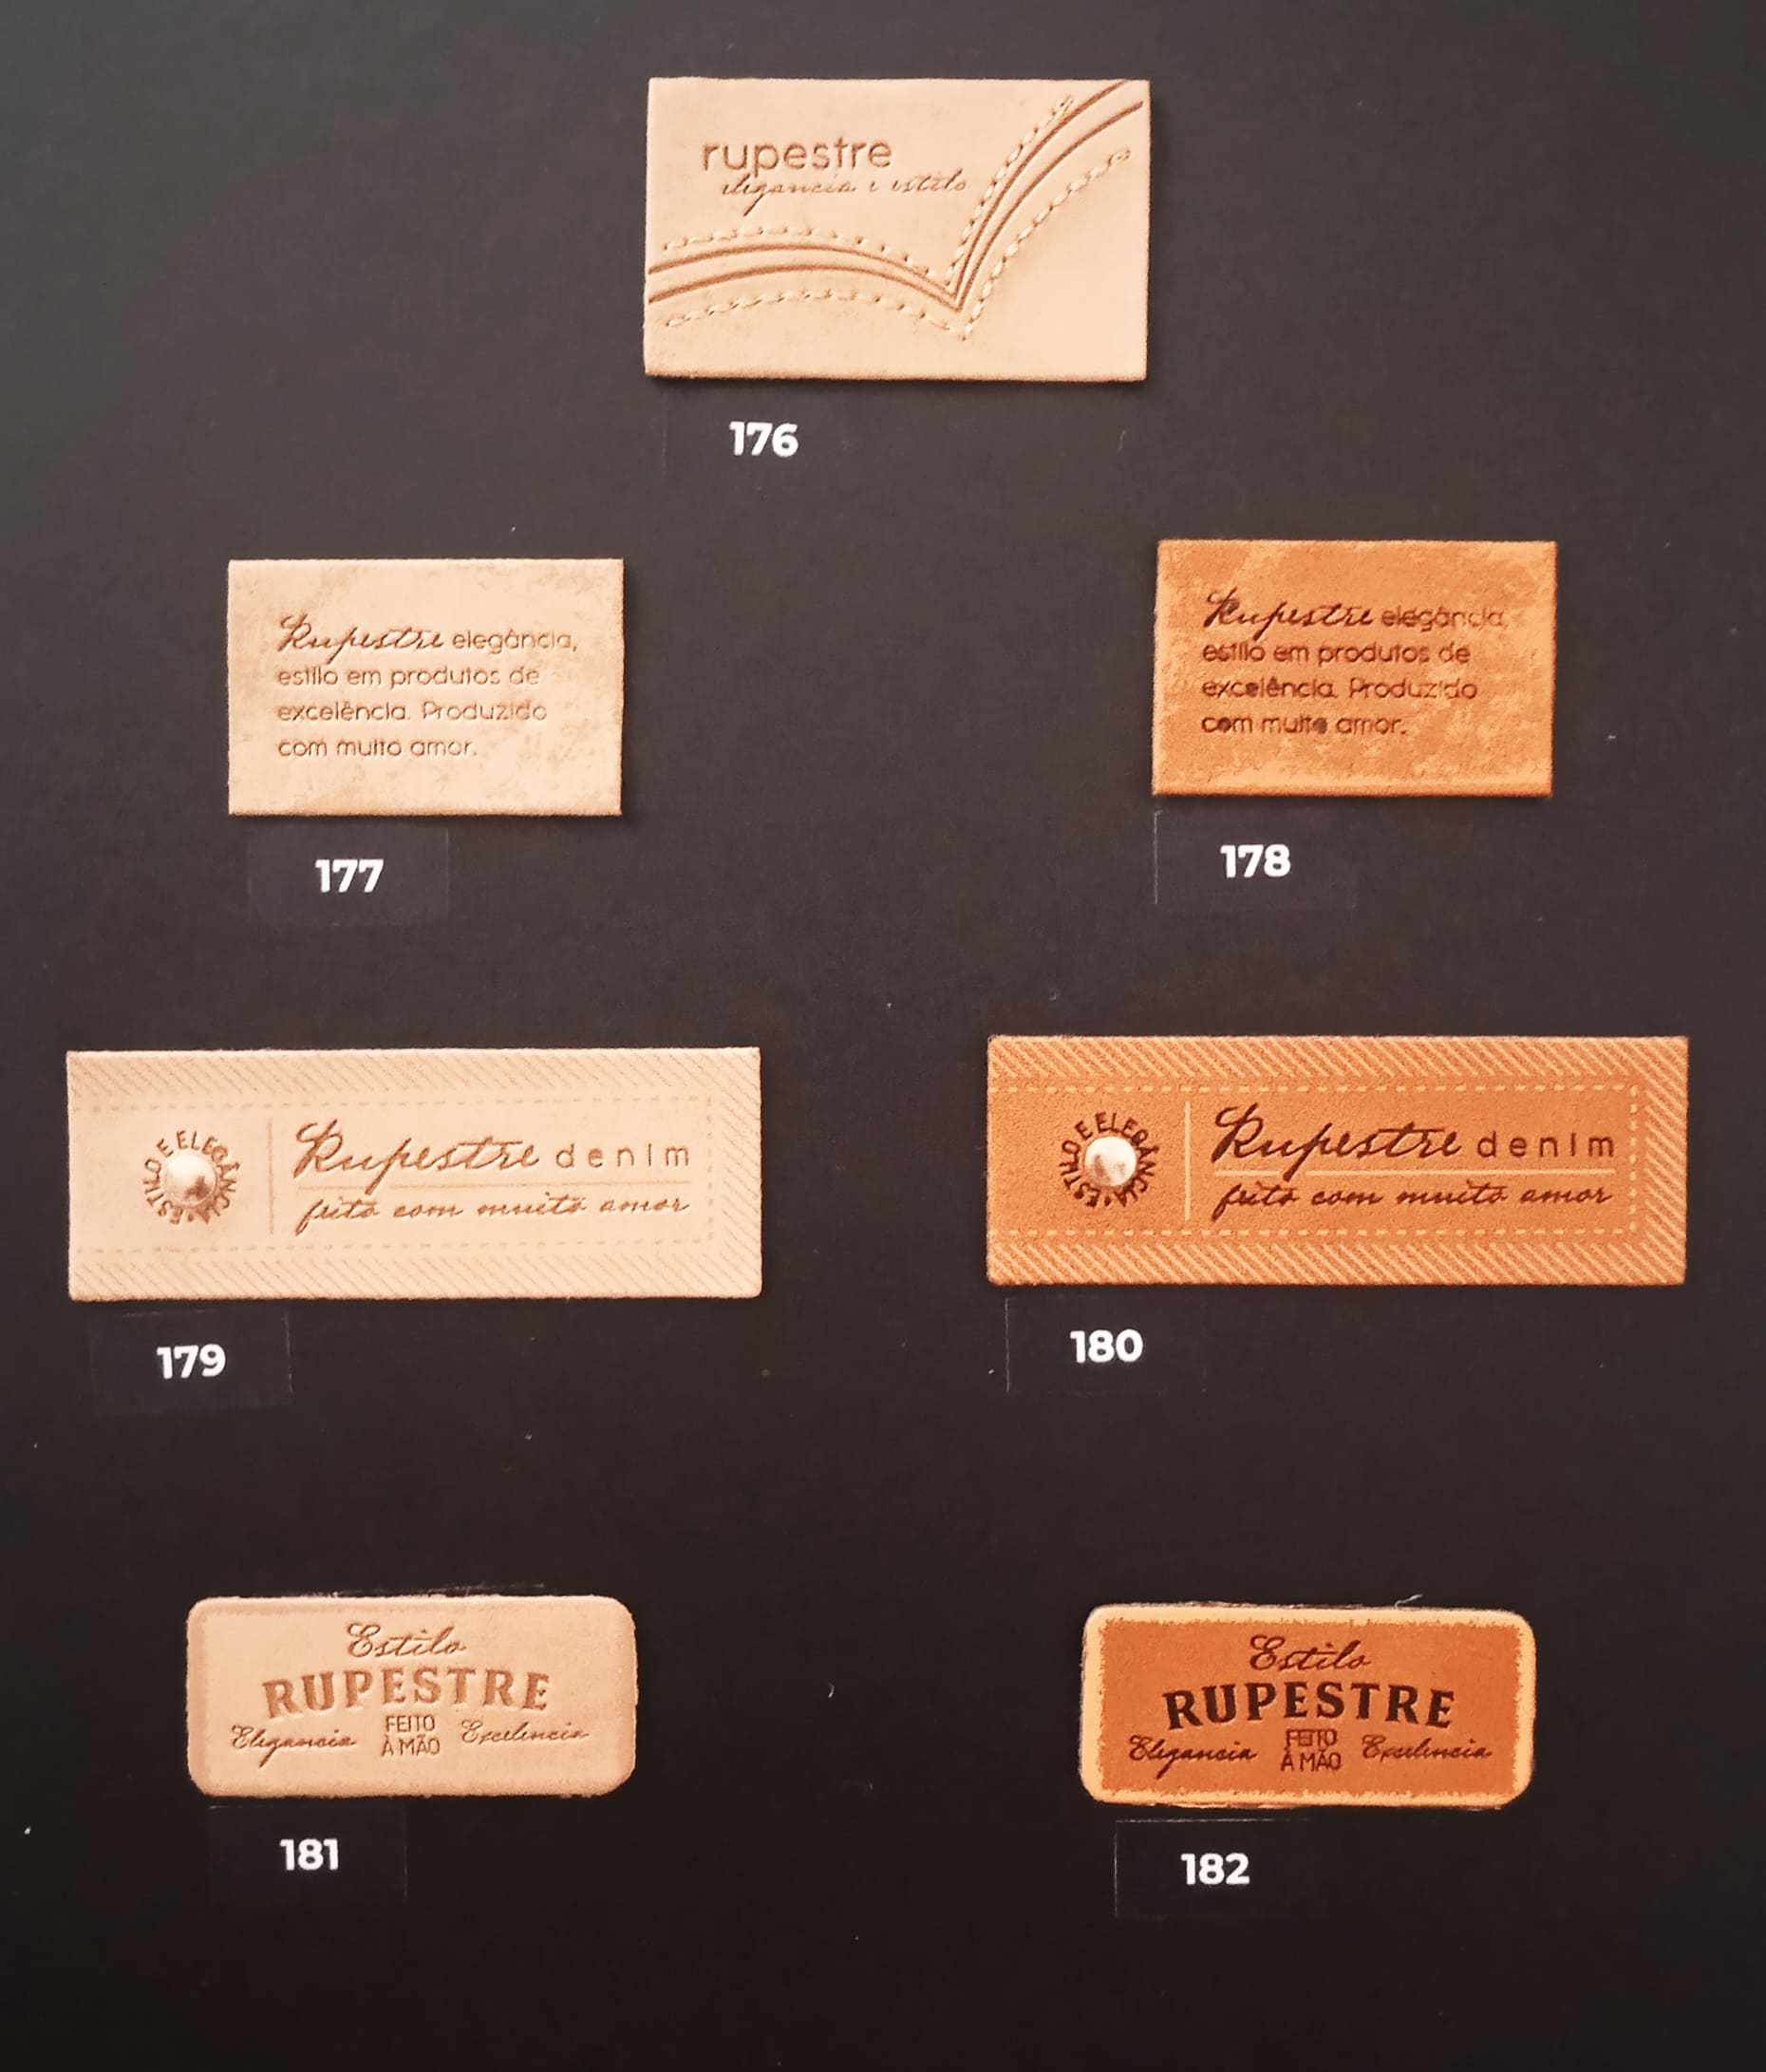 rupestre
elegancia e estilo
176
Rupestre elegância,
estilo em produtos de
excelência. Produzido
com muito amor.
177
Rupestre elegância,
estilo em produtos de
excelência. Produzido
com muito amor.
178
ESTILO E ELEGÂNCIA
Rupestre denim
feito com muito amor
179
ESTILO E ELEGÂNCIA
Rupestre denim
feito com muito amor
180
Estilo
RUPESTRE
Elegancia FEITO À MÃO Excelencia
181
Estilo
RUPESTRE
Elegancia FEITO À MÃO Excelencia
182